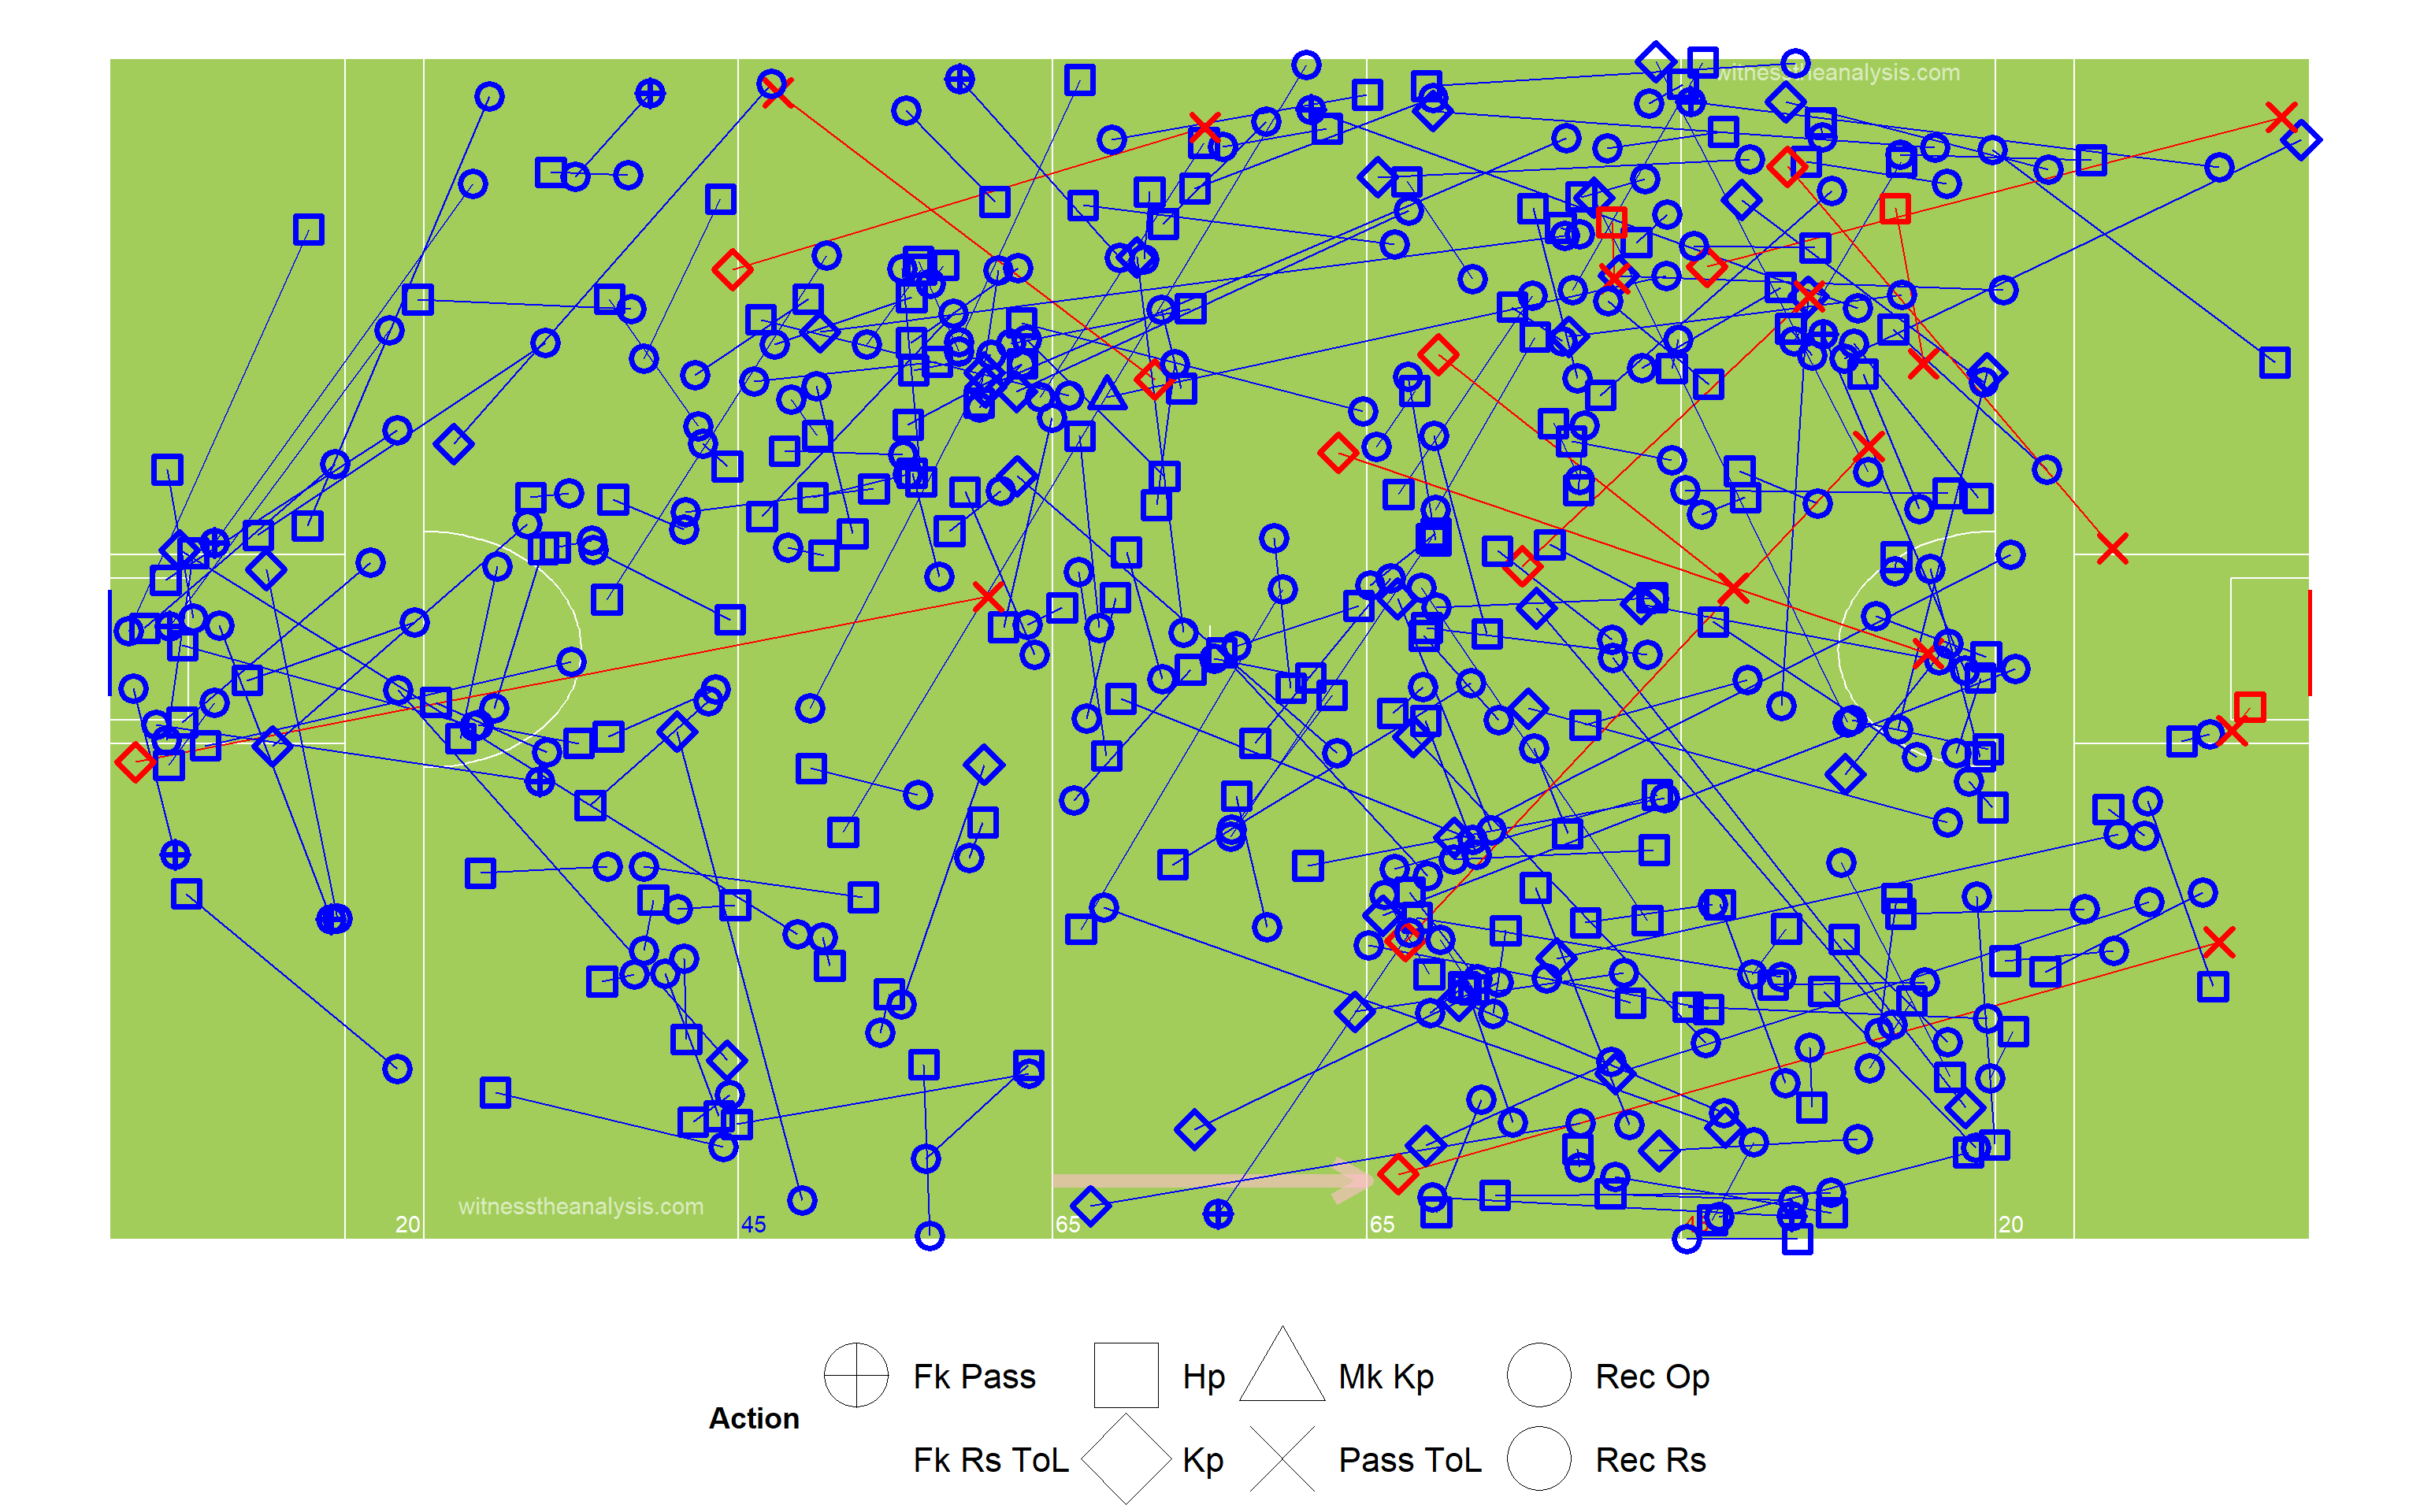 witnesstheanalysis.com
witnesstheanalysis.com
20 45 65 65 45 20
Fk Pass Hp Mk Kp Rec Op
Action
Fk Rs ToL Kp Pass ToL Rec Rs